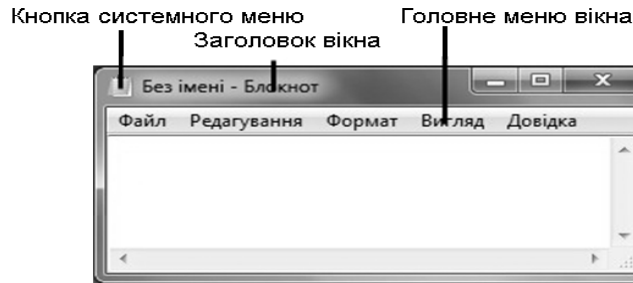 Кнопка системного меню
Головне меню вікна
Заголовок вікна
Без імені - Блокнот
Файл Редагування Формат Вигляд Довідка